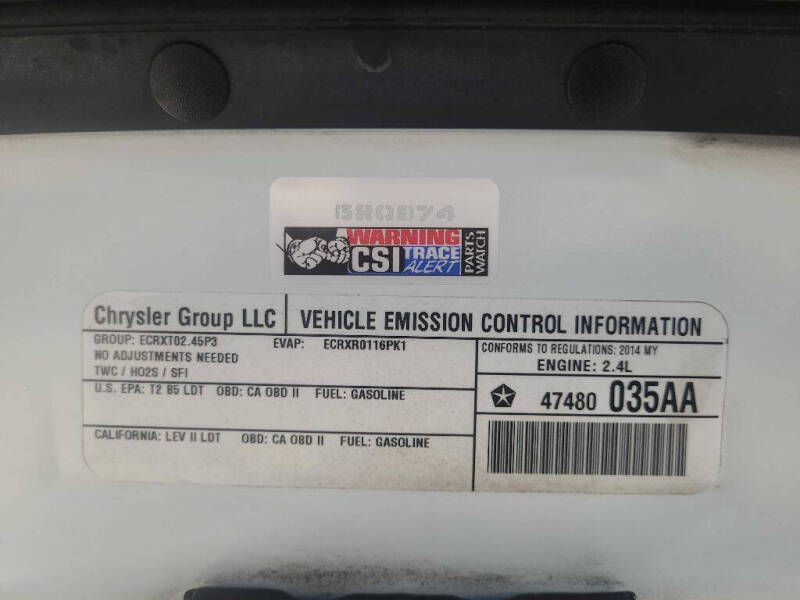 WARNING
CSI TRACE ALERT
PARTS WATCH
Chrysler Group LLC VEHICLE EMISSION CONTROL INFORMATION
GROUP: ECRXT02.45P3 EVAP: ECRXR0116PK1
NO ADJUSTMENTS NEEDED
TWC / HO2S / SFI
CONFORMS TO REGULATIONS: 2014 MY
ENGINE: 2.4L
U.S. EPA: T2 B5 LDT OBD: CA OBD II FUEL: GASOLINE
47480 035AA
CALIFORNIA: LEV II LDT OBD: CA OBD II FUEL: GASOLINE